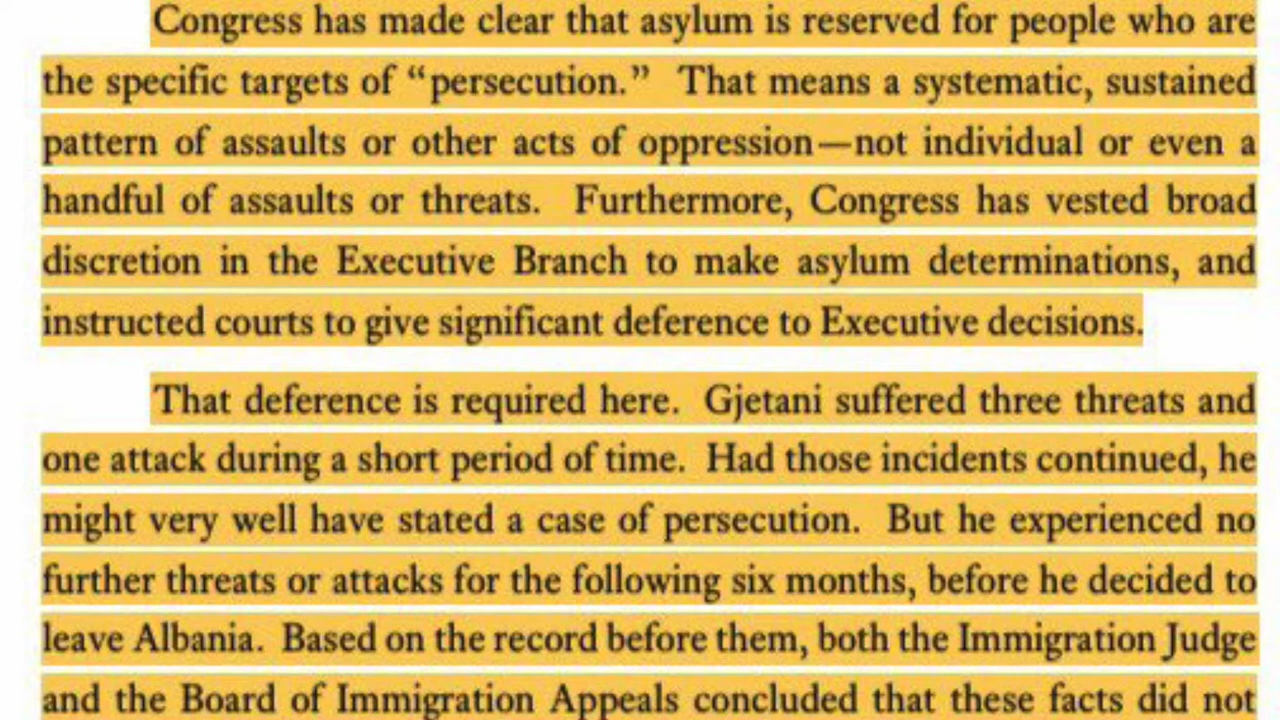 Congress has made clear that asylum is reserved for people who are
the specific targets of “persecution.” That means a systematic, sustained
pattern of assaults or other acts of oppression—not individual or even a
handful of assaults or threats. Furthermore, Congress has vested broad
discretion in the Executive Branch to make asylum determinations, and
instructed courts to give significant deference to Executive decisions.
That deference is required here. Gjetani suffered three threats and
one attack during a short period of time. Had those incidents continued, he
might very well have stated a case of persecution. But he experienced no
further threats or attacks for the following six months, before he decided to
leave Albania. Based on the record before them, both the Immigration Judge
and the Board of Immigration Appeals concluded that these facts did not